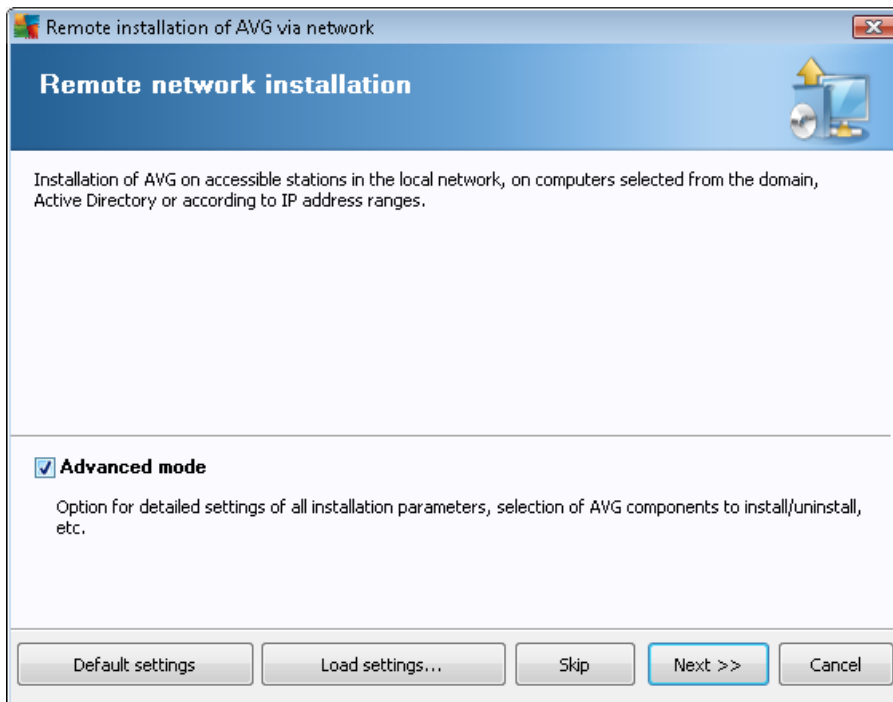 Remote installation of AVG via network
Remote network installation
Installation of AVG on accessible stations in the local network, on computers selected from the domain,
Active Directory or according to IP address ranges.
Advanced mode
Option for detailed settings of all installation parameters, selection of AVG components to install/uninstall,
etc.
Default settings
Load settings...
Skip
Next >>
Cancel